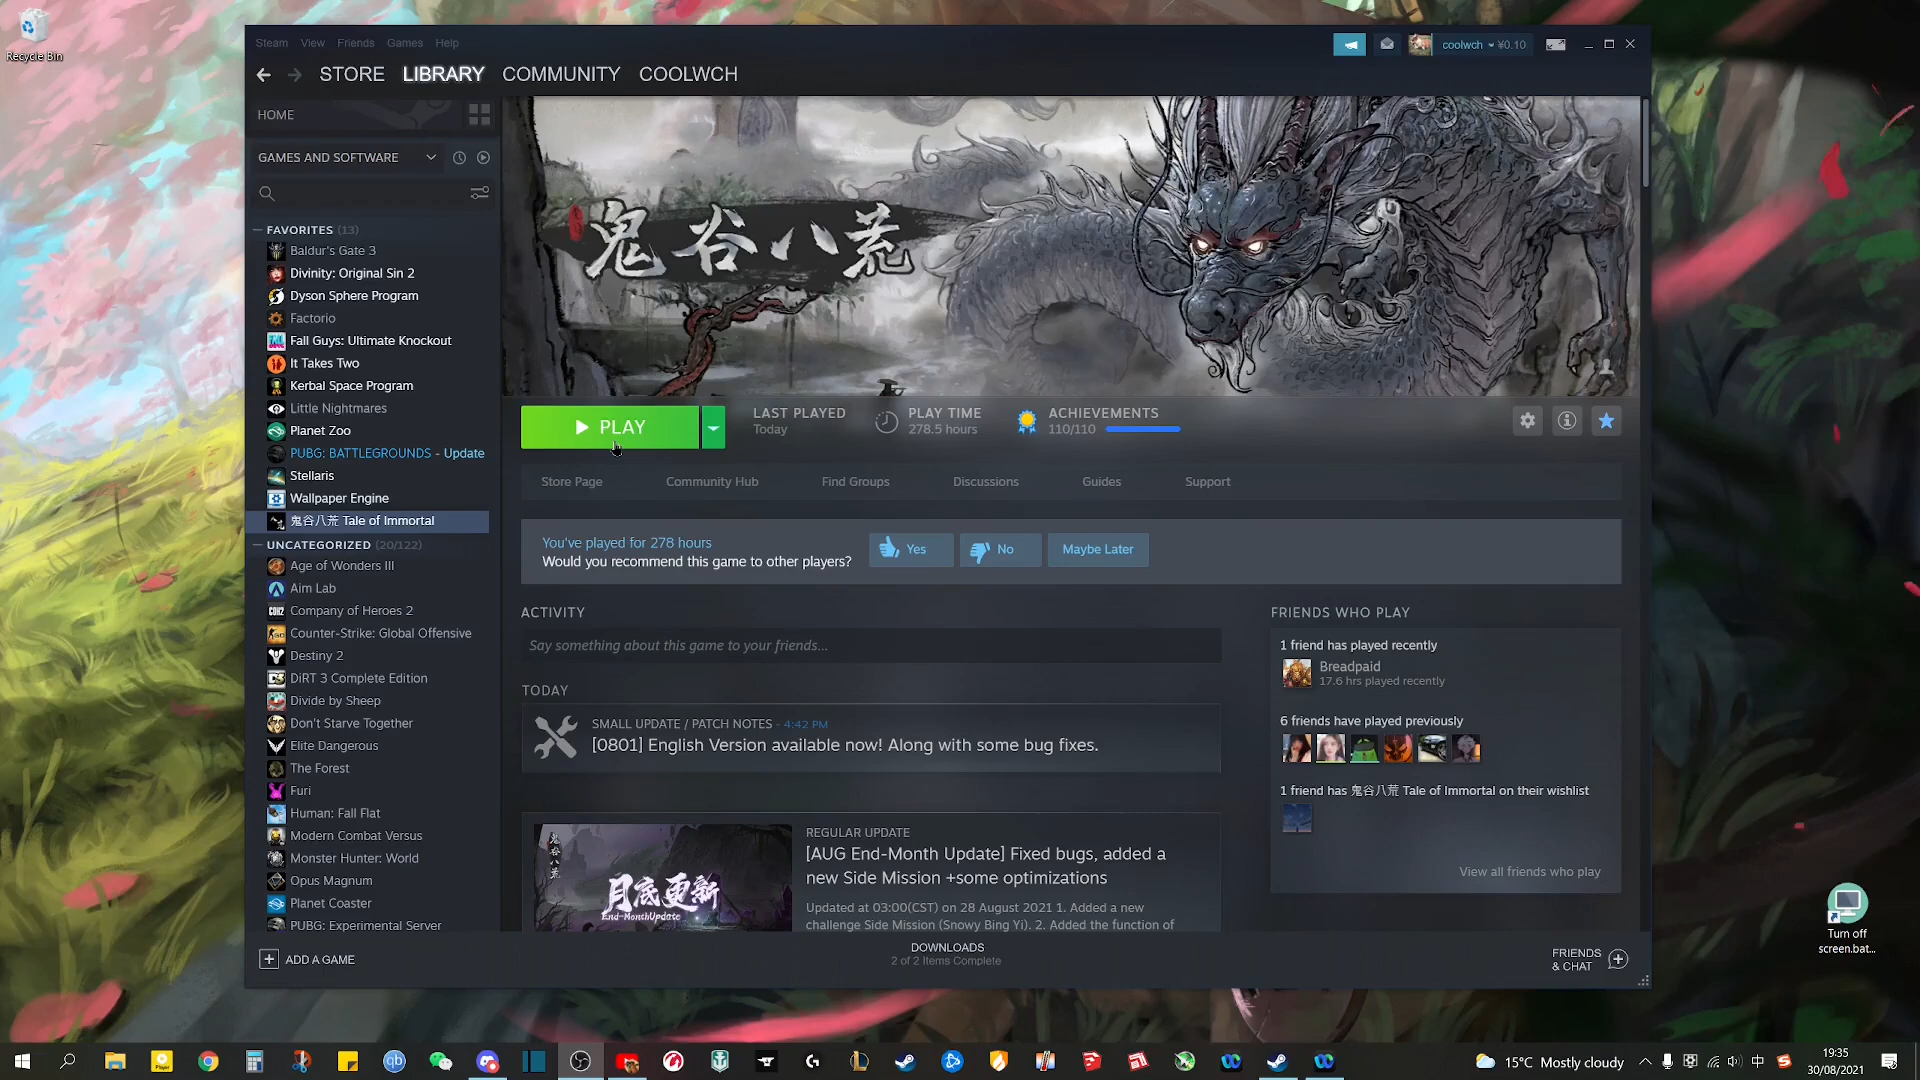 Recycle Bin
Steam View Friends Games Help
coolwch ¥0.10
STORE LIBRARY COMMUNITY COOLWCH
HOME
GAMES AND SOFTWARE
FAVORITES (13)
Baldur's Gate 3
Divinity: Original Sin 2
Dyson Sphere Program
Factorio
Fall Guys: Ultimate Knockout
It Takes Two
Kerbal Space Program
Little Nightmares
Planet Zoo
PUBG: BATTLEGROUNDS - Update
Stellaris
Wallpaper Engine
鬼谷八荒 Tale of Immortal
UNCATEGORIZED (20/122)
Age of Wonders III
Aim Lab
Company of Heroes 2
Counter-Strike: Global Offensive
Destiny 2
DiRT 3 Complete Edition
Divide by Sheep
Don't Starve Together
Elite Dangerous
The Forest
Furi
Human: Fall Flat
Modern Combat Versus
Monster Hunter: World
Opus Magnum
Planet Coaster
PUBG: Experimental Server
ADD A GAME
鬼谷八荒
PLAY
LAST PLAYED
Today
PLAY TIME
278.5 hours
ACHIEVEMENTS
110/110
Store Page Community Hub Find Groups Discussions Guides Support
You've played for 278 hours
Would you recommend this game to other players?
Yes No Maybe Later
ACTIVITY
Say something about this game to your friends...
TODAY
SMALL UPDATE / PATCH NOTES - 4:42 PM
[0801] English Version available now! Along with some bug fixes.
鬼谷八荒
月底更新
End-MonthUpdate
REGULAR UPDATE
[AUG End-Month Update] Fixed bugs, added a
new Side Mission +some optimizations
Updated at 03:00(CST) on 28 August 2021 1. Added a new
challenge Side Mission (Snowy Bing Yi). 2. Added the function of
FRIENDS WHO PLAY
1 friend has played recently
Breadpaid
17.6 hrs played recently
6 friends have played previously
1 friend has 鬼谷八荒 Tale of Immortal on their wishlist
View all friends who play
DOWNLOADS
2 of 2 Items Complete
FRIENDS
& CHAT
Turn off
screen.bat...
15°C Mostly cloudy
中
19:35
30/08/2021